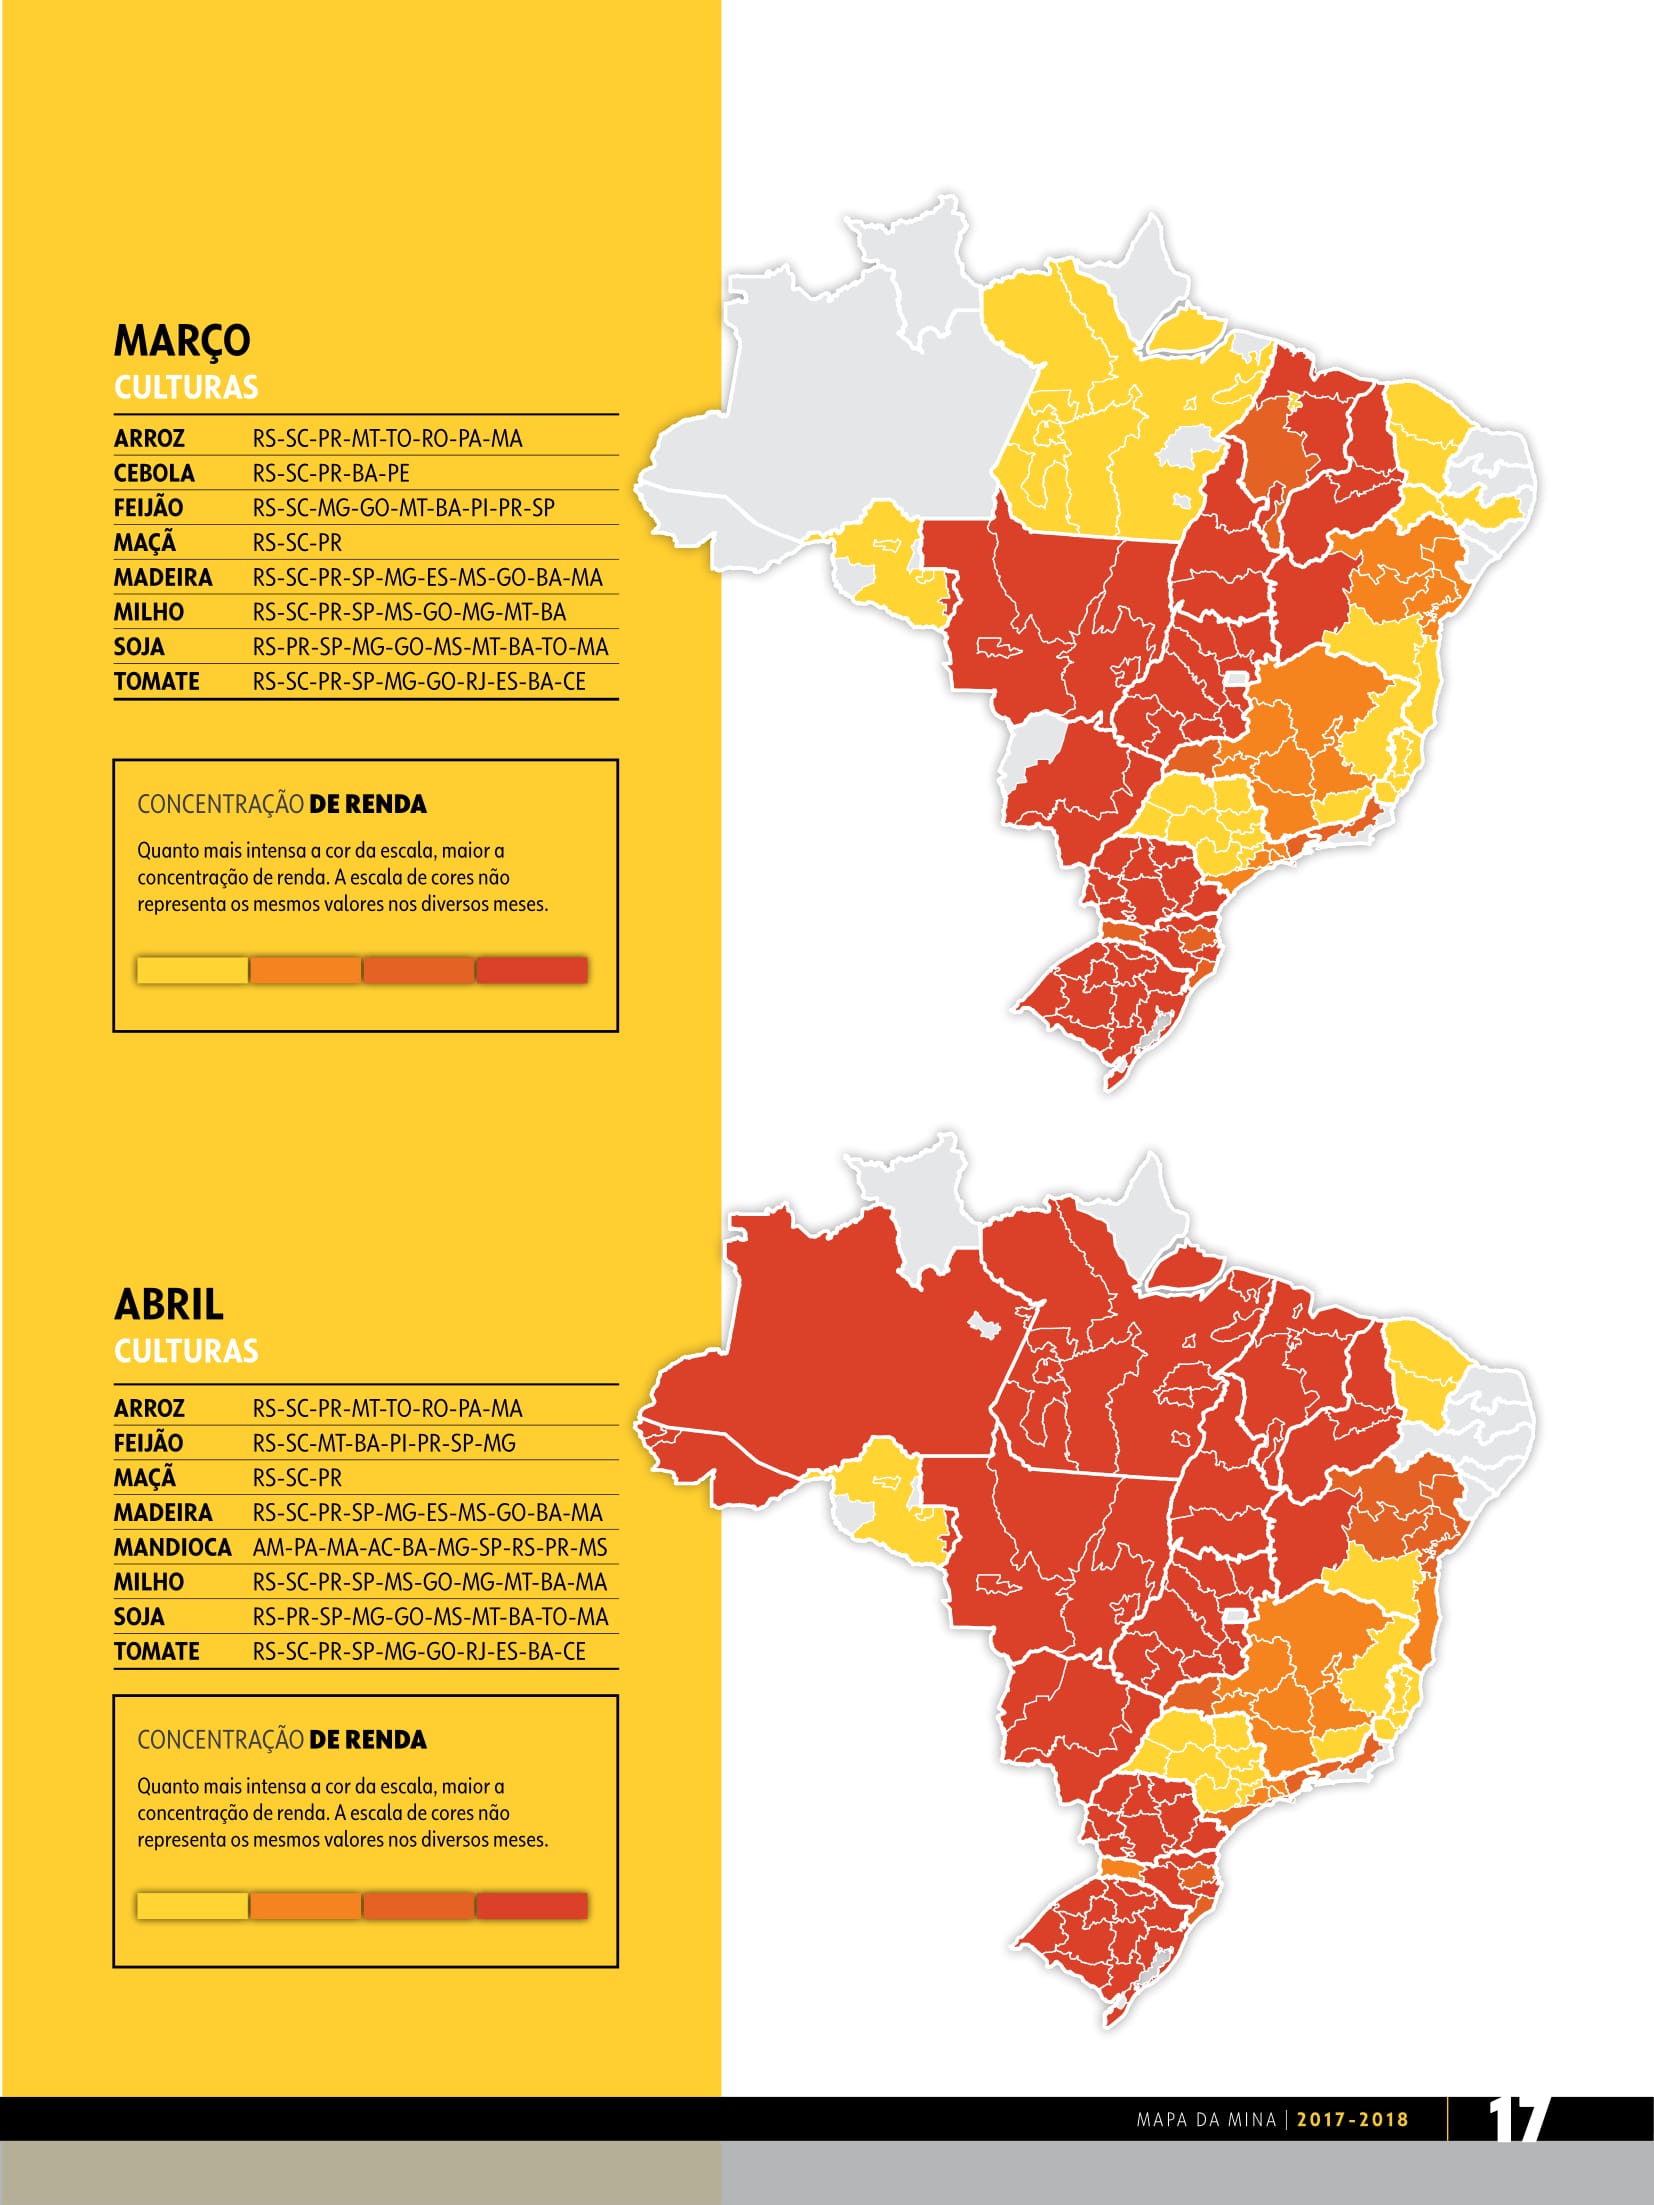 MARÇO
CULTURAS
ARROZ RS-SC-PR-MT-TO-RO-PA-MA
CEBOLA RS-SC-PR-BA-PE
FEIJÃO RS-SC-MG-GO-MT-BA-PI-PR-SP
MAÇÃ RS-SC-PR
MADEIRA RS-SC-PR-SP-MG-ES-MS-GO-BA-MA
MILHO RS-SC-PR-SP-MS-GO-MG-MT-BA
SOJA RS-PR-SP-MG-GO-MS-MT-BA-TO-MA
TOMATE RS-SC-PR-SP-MG-GO-RJ-ES-BA-CE
CONCENTRAÇÃO DE RENDA
Quanto mais intensa a cor da escala, maior a
concentração de renda. A escala de cores não
representa os mesmos valores nos diversos meses.
ABRIL
CULTURAS
ARROZ RS-SC-PR-MT-TO-RO-PA-MA
FEIJÃO RS-SC-MT-BA-PI-PR-SP-MG
MAÇÃ RS-SC-PR
MADEIRA RS-SC-PR-SP-MG-ES-MS-GO-BA-MA
MANDIOCA AM-PA-MA-AC-BA-MG-SP-RS-PR-MS
MILHO RS-SC-PR-SP-MS-GO-MG-MT-BA-MA
SOJA RS-PR-SP-MG-GO-MS-MT-BA-TO-MA
TOMATE RS-SC-PR-SP-MG-GO-RJ-ES-BA-CE
CONCENTRAÇÃO DE RENDA
Quanto mais intensa a cor da escala, maior a
concentração de renda. A escala de cores não
representa os mesmos valores nos diversos meses.
MAPA DA MINA | 2017-2018 17